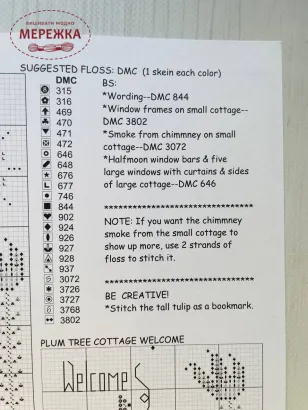 ВИШИВАТИ МОДНО
МЕРЕЖКА
SUGGESTED FLOSS: DMC (1 skein each color)
DMC
315
316
469
470
471
472
646
648
676
677
746
844
902
924
926
927
928
937
3072
3726
3727
3768
3802
BS:
*Wording--DMC 844
*Window frames on small cottage--
DMC 3802
*Smoke from chimmney on small
cottage--DMC 3072
*Halfmoon window bars & five
large windows with curtains & sides
of large cottage--DMC 646
********************************
NOTE: If you want the chimney
smoke from the small cottage to
show up more, use 2 strands of
floss to stitch it.
********************************
BE CREATIVE!
*Stitch the tall tulip as a bookmark.
PLUM TREE COTTAGE WELCOME
Welcome